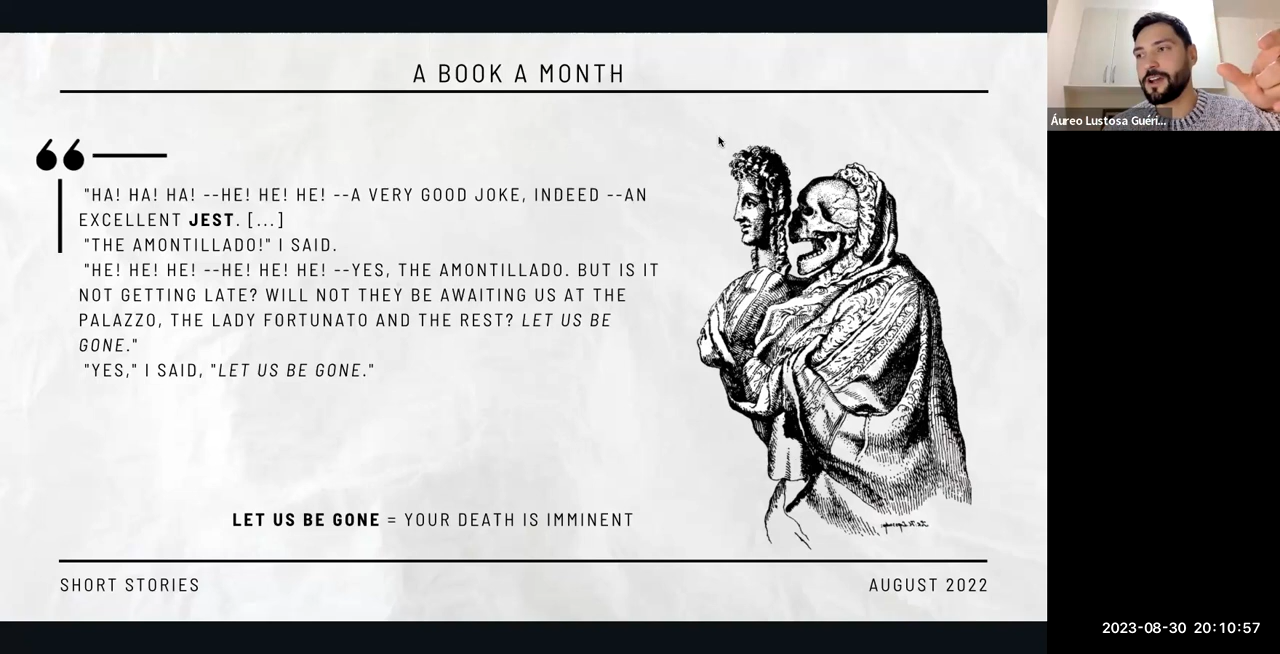 A BOOK A MONTH
"HA! HA! HA! --HE! HE! HE! --A VERY GOOD JOKE, INDEED --AN
EXCELLENT JEST. [...]
"THE AMONTILLADO!" I SAID.
"HE! HE! HE! --HE! HE! HE! --YES, THE AMONTILLADO. BUT IS IT
NOT GETTING LATE? WILL NOT THEY BE AWAITING US AT THE
PALAZZO, THE LADY FORTUNATO AND THE REST? LET US BE
GONE."
"YES," I SAID, "LET US BE GONE."
LET US BE GONE = YOUR DEATH IS IMMINENT
SHORT STORIES
AUGUST 2022
Áureo Lustosa Guéri...
2023-08-30 20:10:57